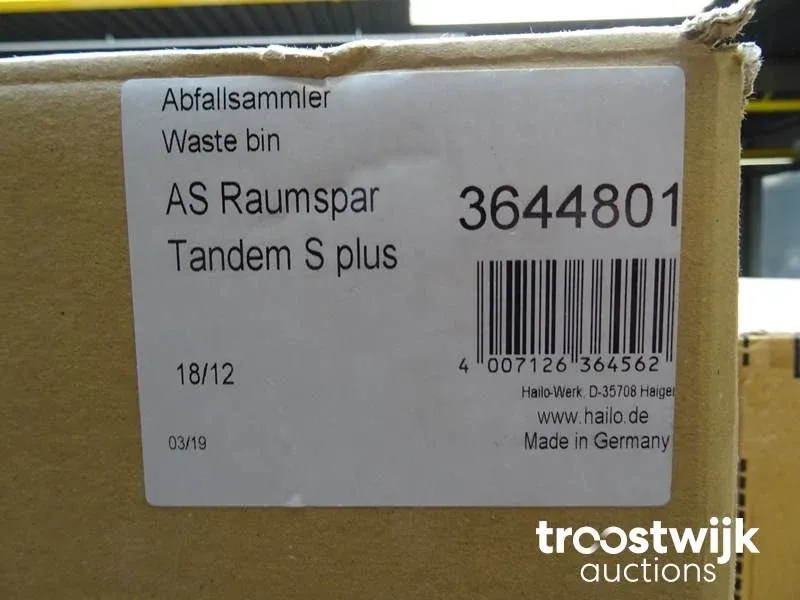 Abfallsammler
Waste bin
AS Raumspar
Tandem S plus
3644801
4 007126 364562
18/12
Hailo-Werk, D-35708 Haiger
www.hailo.de
03/19
Made in Germany
troostwijk
auctions